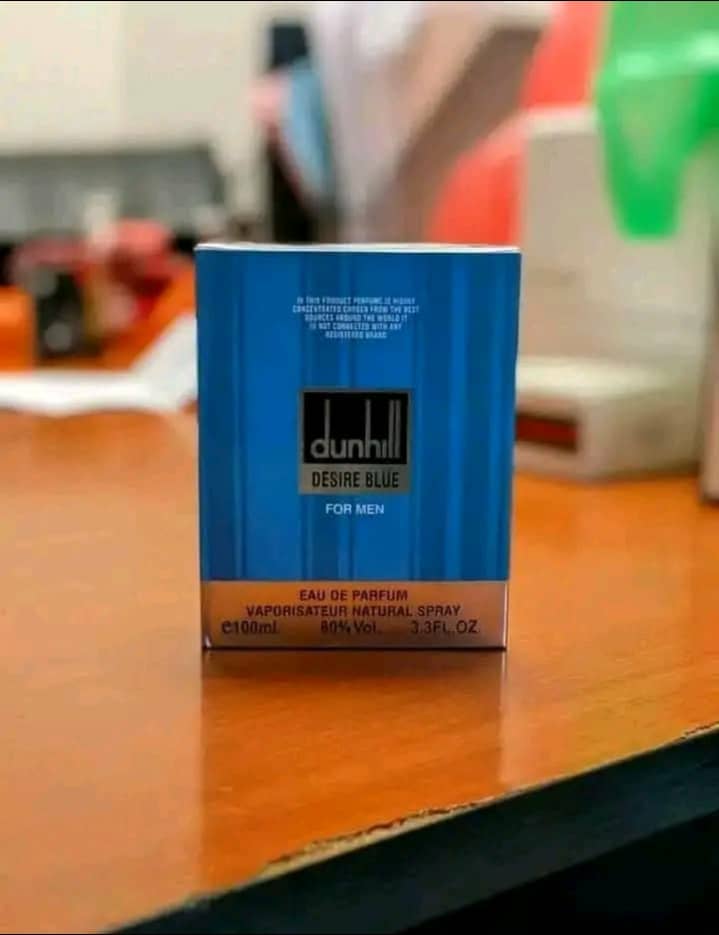 IN THIS PRODUCT PERFUME IS HIGHLY
CONCENTRATED CHOSEN FROM THE BEST
SOURCES AROUND THE WORLD IT
IS NOT CONNECTED WITH ANY
REGISTERED BRAND
dunhill
DESIRE BLUE
FOR MEN
EAU DE PARFUM
VAPORISATEUR NATURAL SPRAY
e100ml. 80% Vol. 3.3FL.OZ.